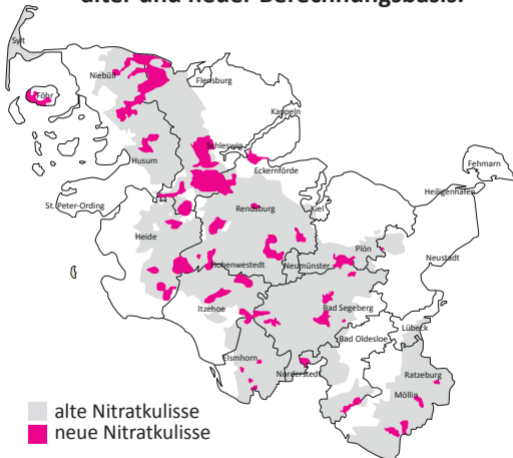 alter und neuer Berechnungsbasis.
Sylt
Niebüll
Flensburg
Föhr
Kappeln
Schleswig
Husum
Eckernförde
Fehmarn
Heiligenhafen
St. Peter-Ording
Rendsburg
Kiel
Heide
Plön
Neustadt
Hohenwestedt
Neumünster
Itzehoe
Bad Segeberg
Lübeck
Bad Oldesloe
Elsmhorn
Norderstedt
Ratzeburg
Mölln
alte Nitratkulisse
neue Nitratkulisse